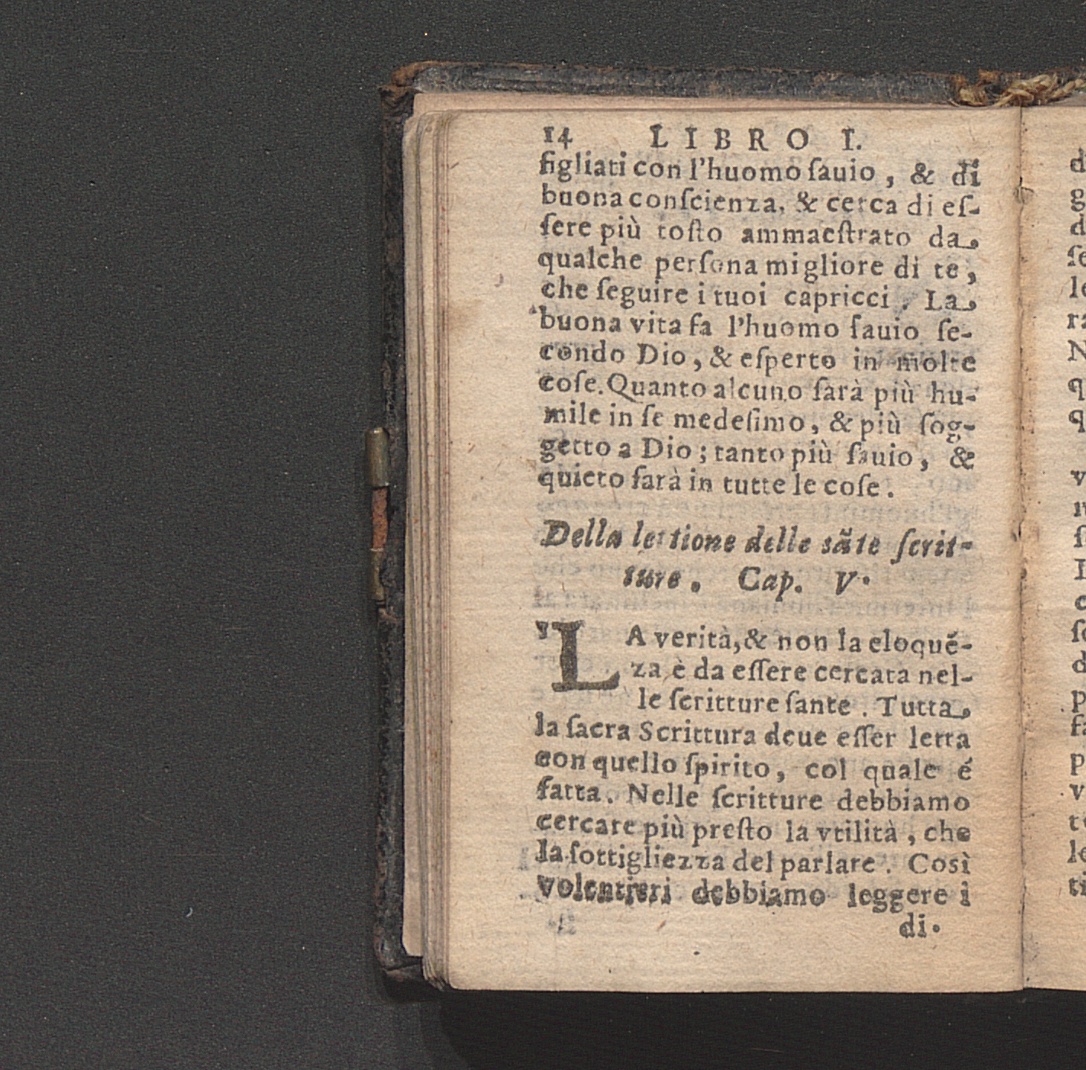 14 LIBRO I.
ſigliati con l'huomo ſauio, & di
buona conſcienza, & cerca di eſ-
ſere più toſto ammaeſtrato da
qualche perſona migliore di te,
che ſeguire i tuoi capricci. La
buona vita fa l'huomo ſauio ſe-
condo Dio, & eſperto in molte
coſe. Quanto alcuno ſarà più hu-
mile in ſe medeſimo, & più ſog-
getto a Dio; tanto più ſauio, &
quieto ſarà in tutte le coſe.
Della lettione delle sãte ſcrit-
ture. Cap. V.
1 LA verità, & non la eloquẽ-
za è da eſſere cercata nel-
le ſcritture ſante. Tutta
la ſacra Scrittura deue eſſer letta
con quello ſpirito, col quale é
fatta. Nelle ſcritture debbiamo
cercare più preſto la vtilità, che
la ſottigliezza del parlare. Così
volentieri debbiamo leggere i
di-